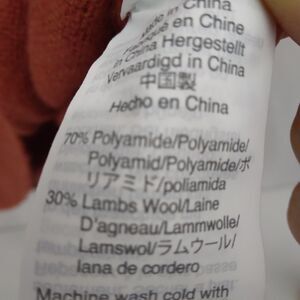 Made in China
Fabriqué en Chine
in China Hergestellt
Vervaardigd in China
中国製
Hecho en China
70% Polyamide/Polyamide/
Polyamid/Polyamide/ポ
リアミド/poliamida
30% Lambs Wool/Laine
D'agneau/Lammwolle/
Lamswol/ラムウール/
lana de cordero
Machine wash cold with